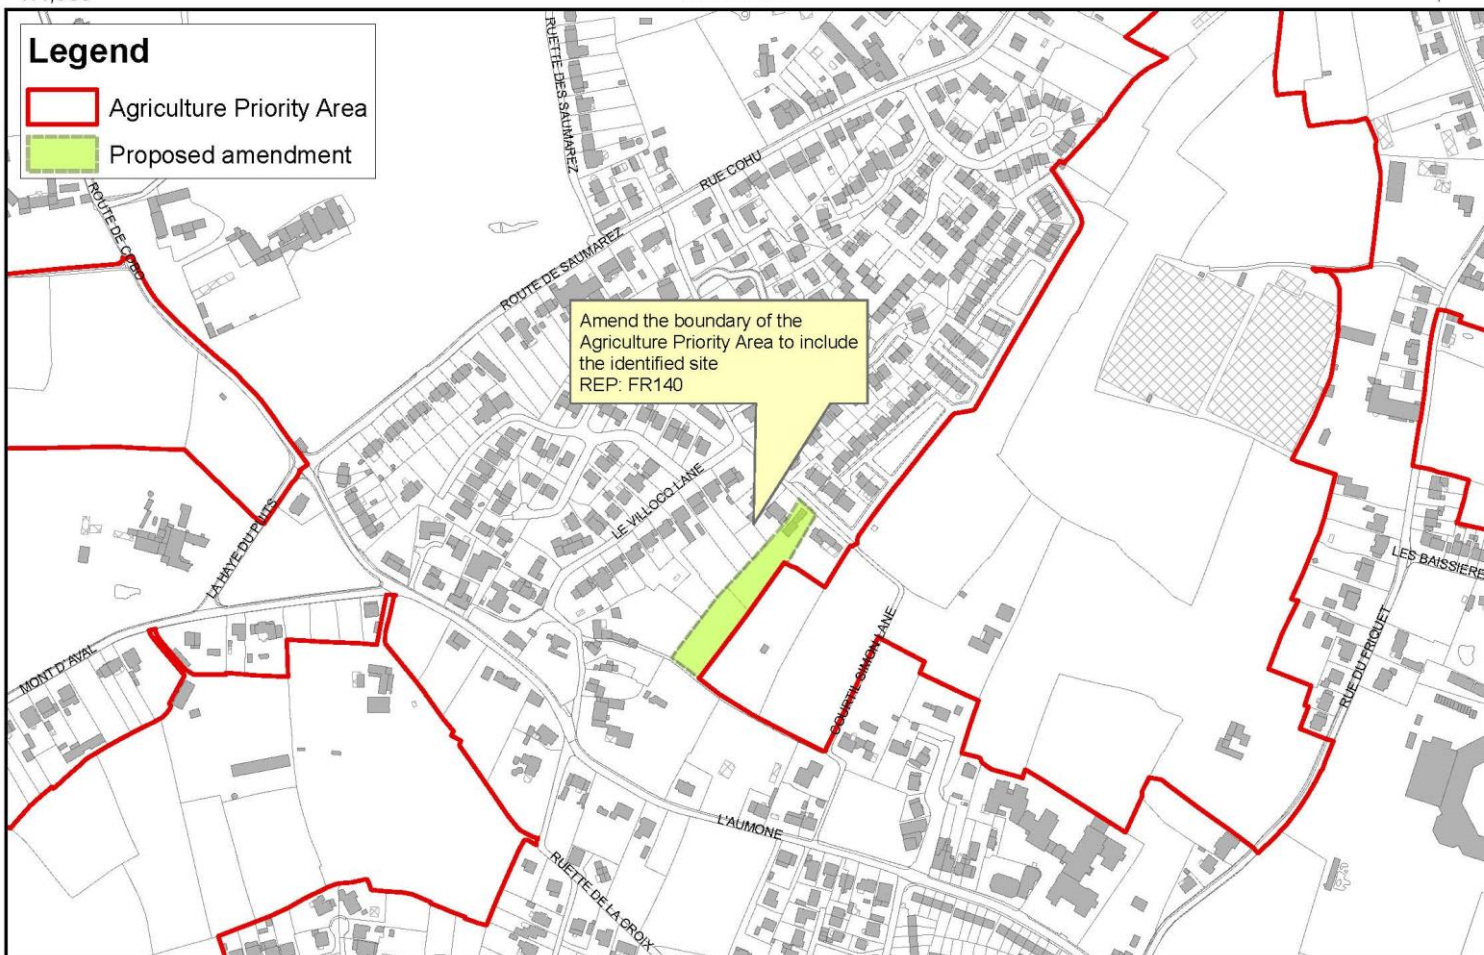 Legend
Agriculture Priority Area
Proposed amendment
RUETTE DES SAUMAREZ
RUE COHU
ROUTE DE COBO
ROUTE DE SAUMAREZ
Amend the boundary of the
Agriculture Priority Area to include
the identified site
REP: FR140
LE VILLOCQ LANE
LA HAYE DU PUITS
LES BAISSIERE
MONT D'AVAL
COURTIL SIMON LANE
RUE DU FRIQUET
L'AUMONE
RUETTE DE LA CROIX